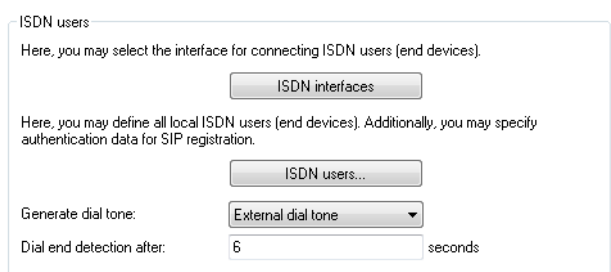 ISDN users
Here, you may select the interface for connecting ISDN users (end devices).
ISDN interfaces
Here, you may define all local ISDN users (end devices). Additionally, you may specify
authentication data for SIP registration.
ISDN users...
Generate dial tone: External dial tone
Dial end detection after: 6 seconds